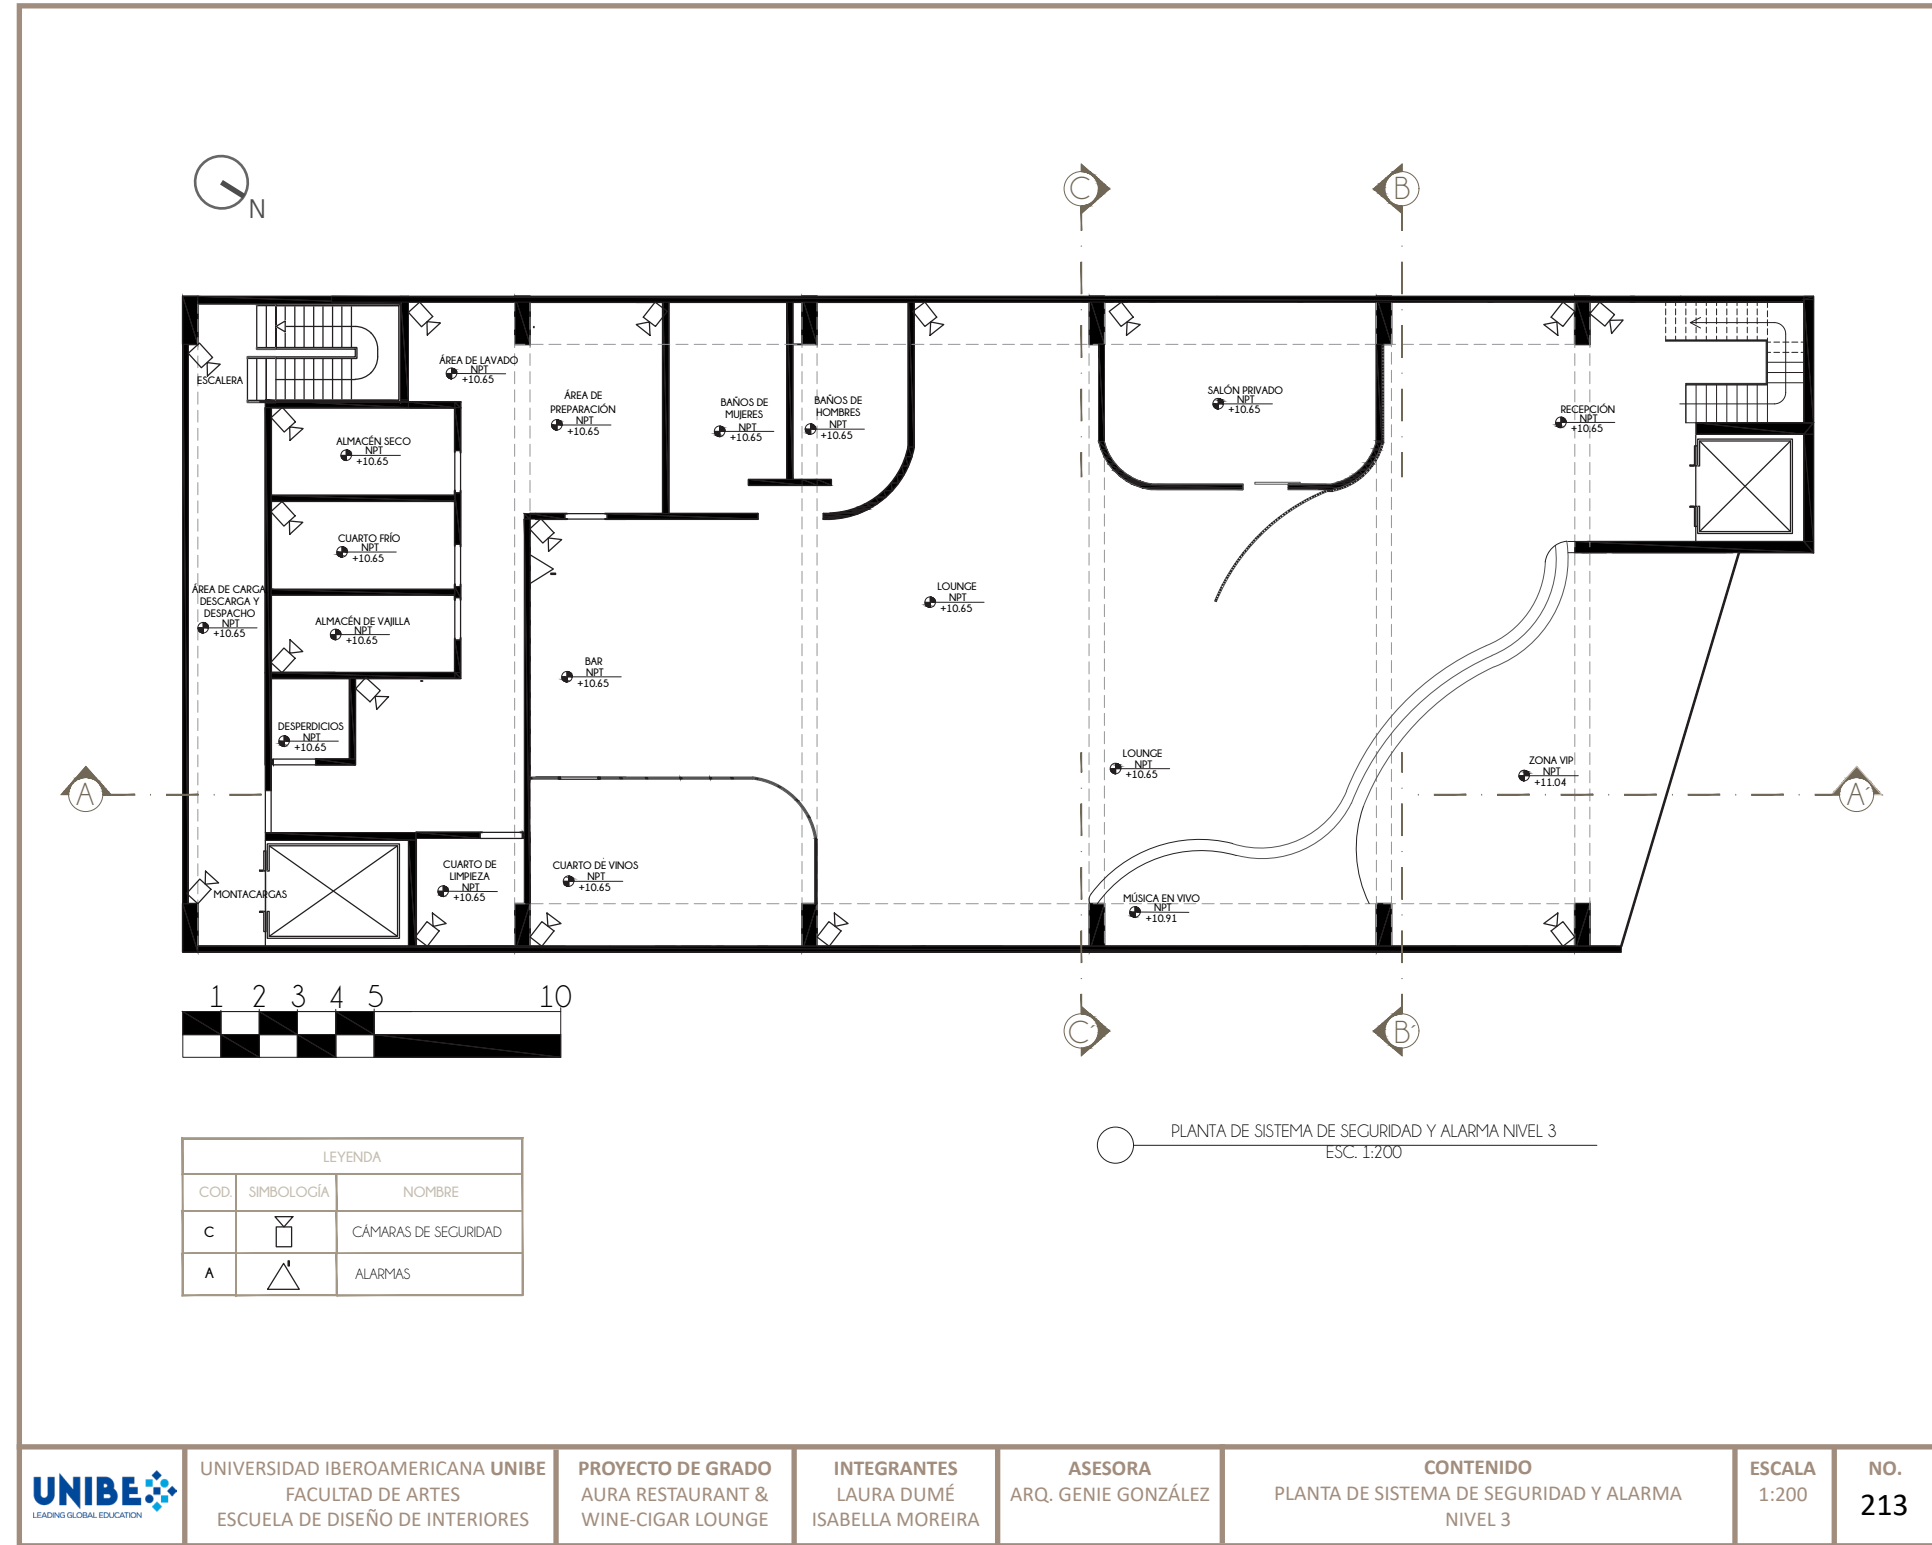 N
C
B
ESCALERA
ÁREA DE LAVADO
NPT
+10.65
ÁREA DE
PREPARACIÓN
NPT
+10.65
BAÑOS DE
MUJERES
NPT
+10.65
BAÑOS DE
HOMBRES
NPT
+10.65
SALÓN PRIVADO
NPT
+10.65
RECEPCIÓN
NPT
+10.65
ALMACÉN SECO
NPT
+10.65
CUARTO FRÍO
NPT
+10.65
ÁREA DE CARGA
DESCARGA Y
DESPACHO
NPT
+10.65
ALMACÉN DE VAJILLA
NPT
+10.65
LOUNGE
NPT
+10.65
BAR
NPT
+10.65
DESPERDICIOS
NPT
+10.65
LOUNGE
NPT
+10.65
ZONA VIP
NPT
+11.04
A
A´
MONTACARGAS
CUARTO DE
LIMPIEZA
NPT
+10.65
CUARTO DE VINOS
NPT
+10.65
MÚSICA EN VIVO
NPT
+10.91
1 2 3 4 5 10
C´
B´
PLANTA DE SISTEMA DE SEGURIDAD Y ALARMA NIVEL 3
ESC. 1:200
LEYENDA
COD. SIMBOLOGÍA NOMBRE
C CÁMARAS DE SEGURIDAD
A ALARMAS
UNIBE
LEADING GLOBAL EDUCATION
UNIVERSIDAD IBEROAMERICANA UNIBE
FACULTAD DE ARTES
ESCUELA DE DISEÑO DE INTERIORES
PROYECTO DE GRADO
AURA RESTAURANT &
WINE-CIGAR LOUNGE
INTEGRANTES
LAURA DUMÉ
ISABELLA MOREIRA
ASESORA
ARQ. GENIE GONZÁLEZ
CONTENIDO
PLANTA DE SISTEMA DE SEGURIDAD Y ALARMA
NIVEL 3
ESCALA
1:200
NO.
213